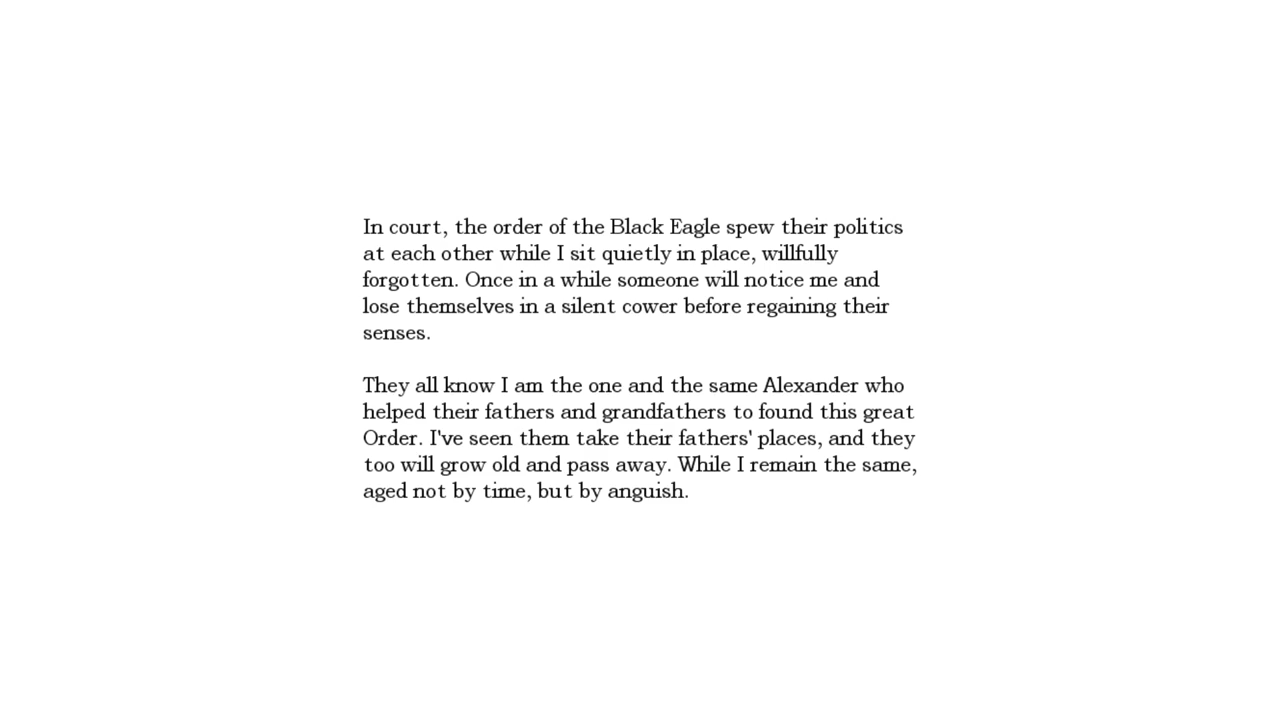 In court, the order of the Black Eagle spew their politics
at each other while I sit quietly in place, willfully
forgotten. Once in a while someone will notice me and
lose themselves in a silent cower before regaining their
senses.

They all know I am the one and the same Alexander who
helped their fathers and grandfathers to found this great
Order. I've seen them take their fathers' places, and they
too will grow old and pass away. While I remain the same,
aged not by time, but by anguish.